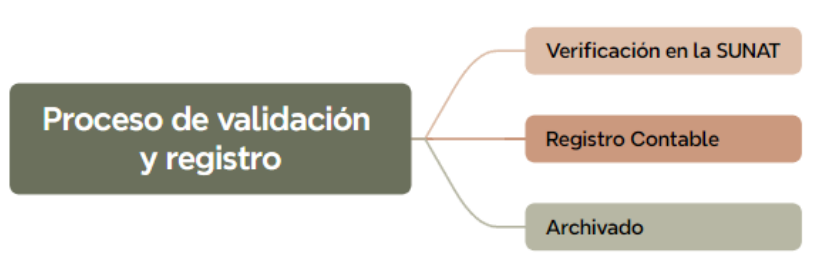 Proceso de validación
y registro
Verificación en la SUNAT
Registro Contable
Archivado